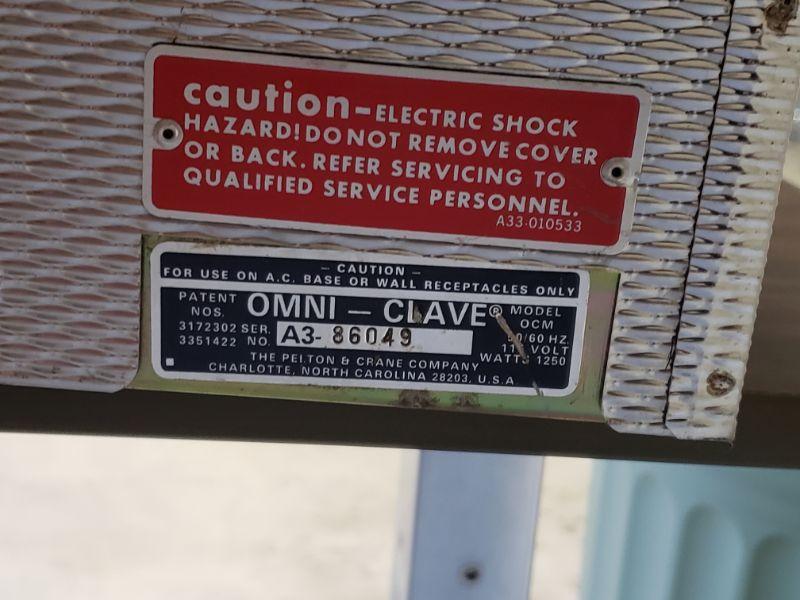 caution-ELECTRIC SHOCK
HAZARD! DO NOT REMOVE COVER
OR BACK. REFER SERVICING TO
QUALIFIED SERVICE PERSONNEL.
A33-010533
- CAUTION -
FOR USE ON A.C. BASE OR WALL RECEPTACLES ONLY
PATENT NOS. OMNI - CLAVE® MODEL OCM
3172302 SER. A3-86049 50/60 HZ.
3351422 NO. VOLT
THE PELTON & CRANE COMPANY WATTS 1250
CHARLOTTE, NORTH CAROLINA 28203, U.S.A